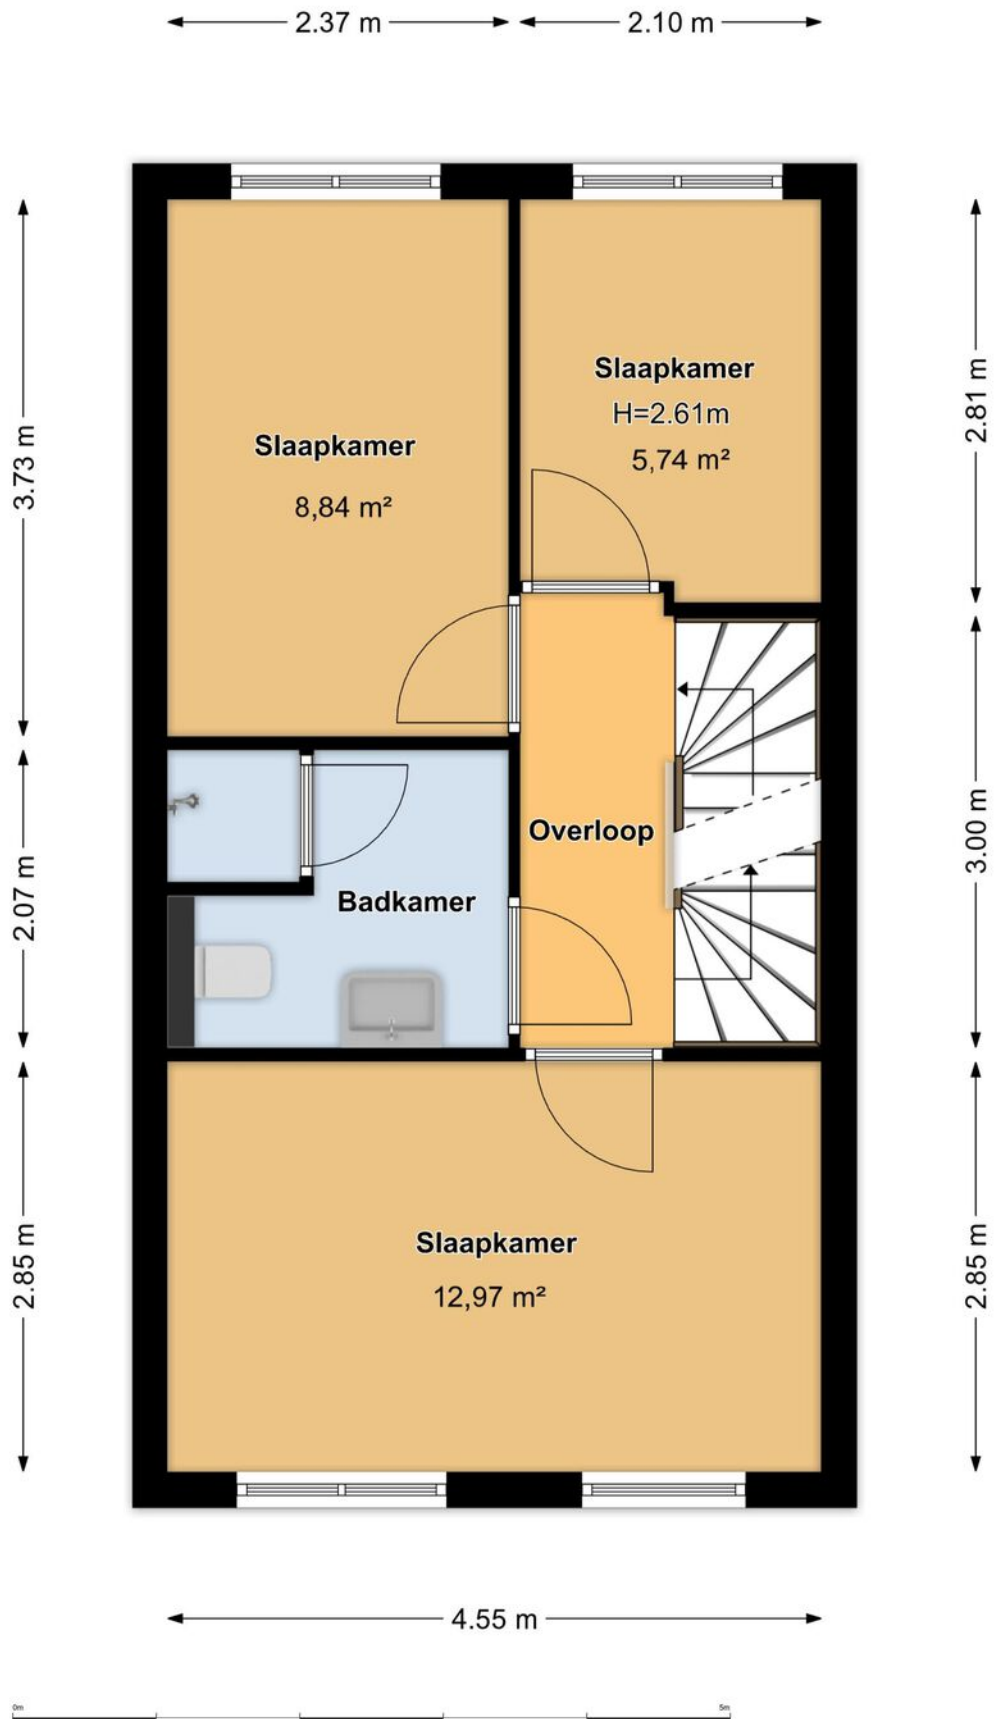 2.37 m
2.10 m
Slaapkamer
H=2.61m
5,74 m²
Slaapkamer
8,84 m²
3.73 m
2.81 m
Overloop
Badkamer
2.07 m
3.00 m
Slaapkamer
12,97 m²
2.85 m
2.85 m
4.55 m
0m
5m